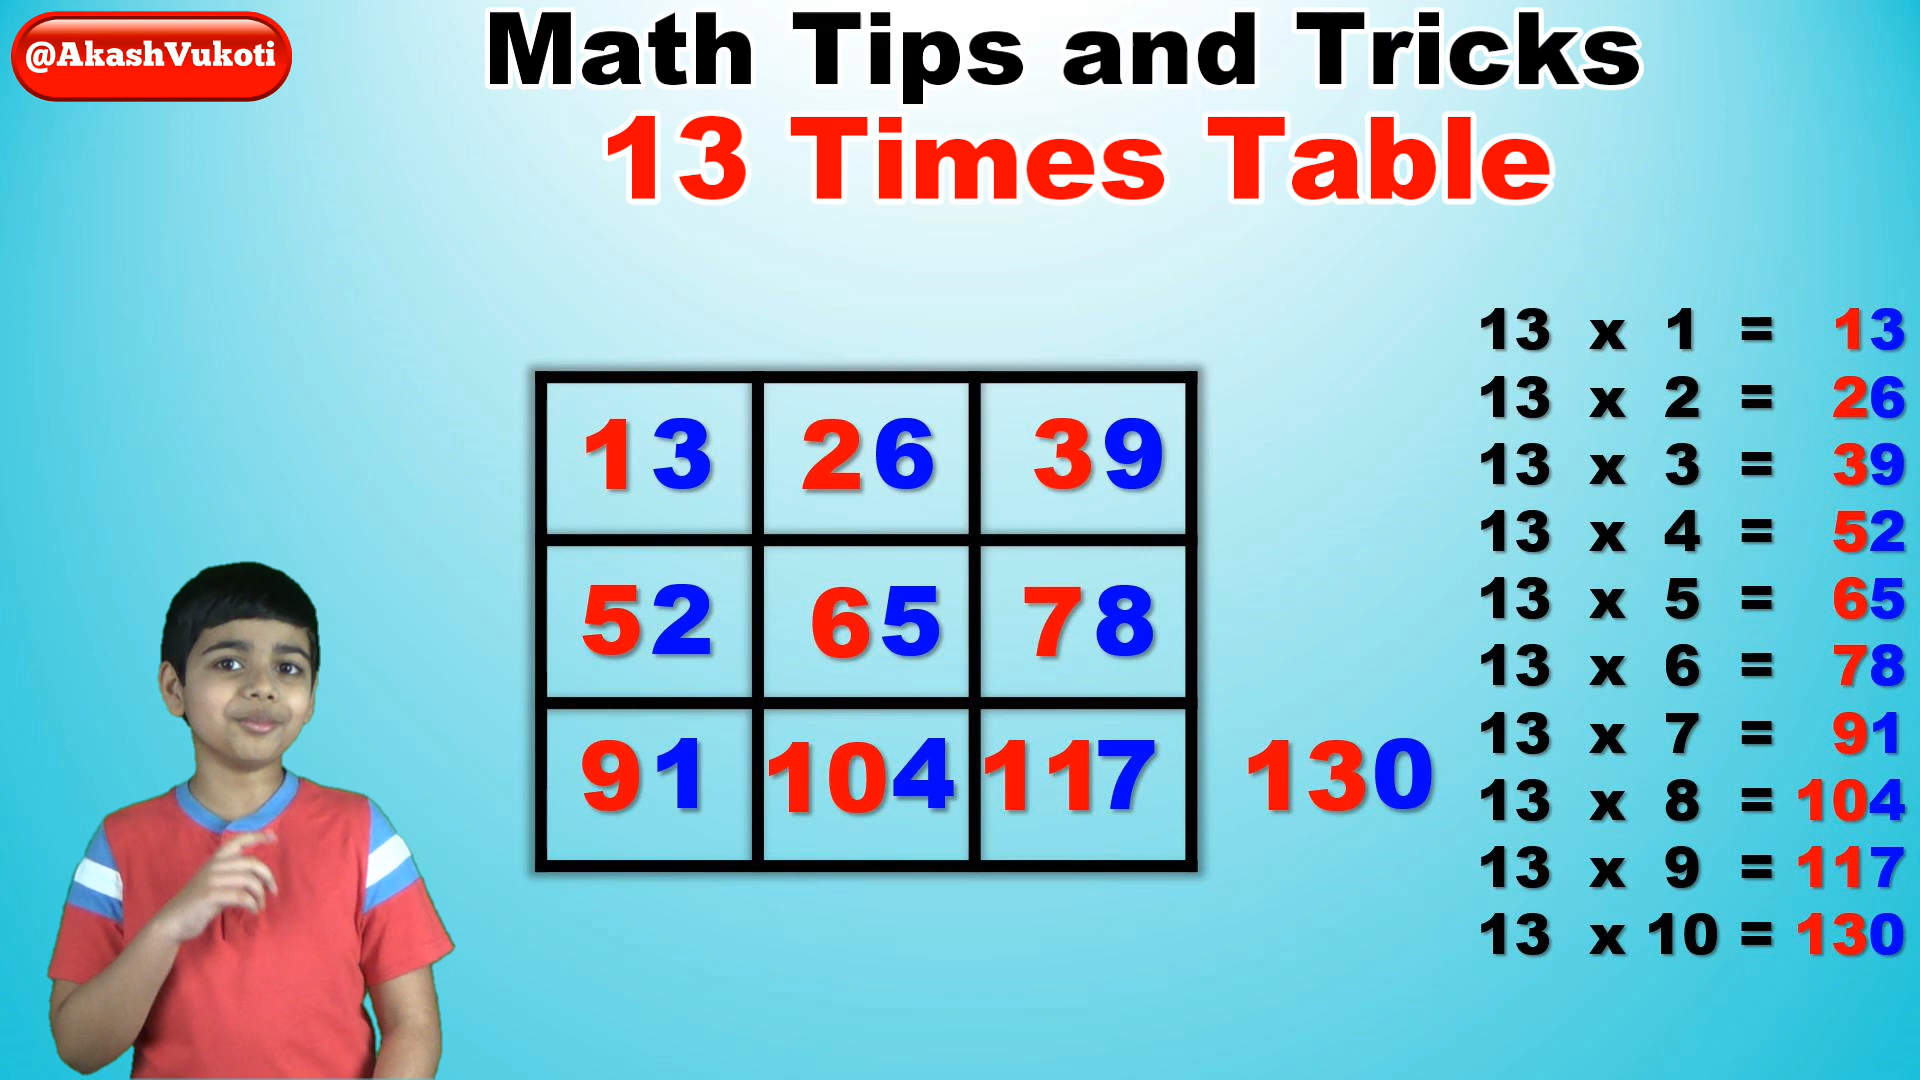 @AkashVukoti
Math Tips and Tricks
13 Times Table
13 26 39
52 65 78
91 104 117 130
13 x 1 = 13
13 x 2 = 26
13 x 3 = 39
13 x 4 = 52
13 x 5 = 65
13 x 6 = 78
13 x 7 = 91
13 x 8 = 104
13 x 9 = 117
13 x 10 = 130